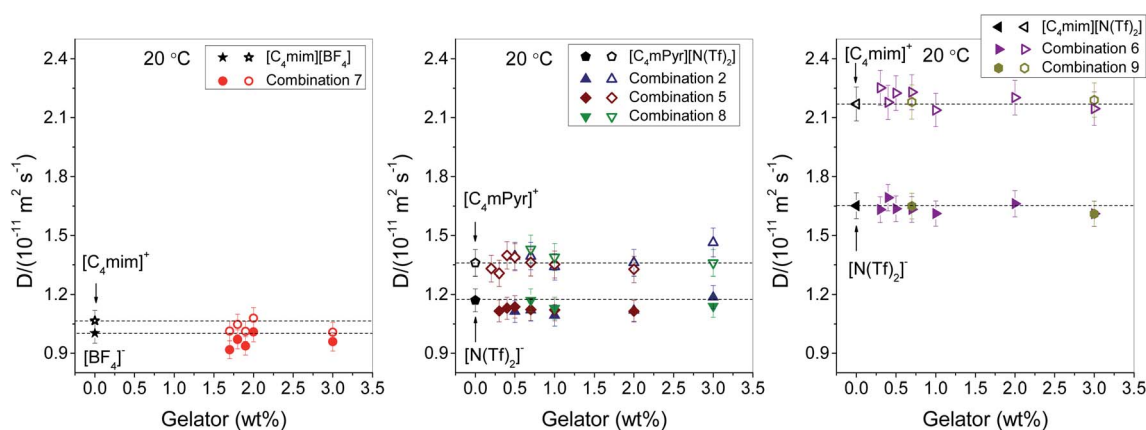 20 °C
[C₄mim][BF₄]
Combination 7
2.4
2.1
1.8
1.5
1.2
0.9
D/(10⁻¹¹ m² s⁻¹)
[C₄mim]⁺
[BF₄]⁻
0.0 0.5 1.0 1.5 2.0 2.5 3.0 3.5
Gelator (wt%)
20 °C
[C₄mPyr][N(Tf)₂]
Combination 2
Combination 5
Combination 8
2.4
2.1
1.8
1.5
1.2
0.9
D/(10⁻¹¹ m² s⁻¹)
[C₄mPyr]⁺
[N(Tf)₂]⁻
0.0 0.5 1.0 1.5 2.0 2.5 3.0 3.5
Gelator (wt%)
[C₄mim][N(Tf)₂]
Combination 6
Combination 9
[C₄mim]⁺
20 °C
2.4
2.1
1.8
1.5
1.2
0.9
D/(10⁻¹¹ m² s⁻¹)
[N(Tf)₂]⁻
0.0 0.5 1.0 1.5 2.0 2.5 3.0 3.5
Gelator (wt%)